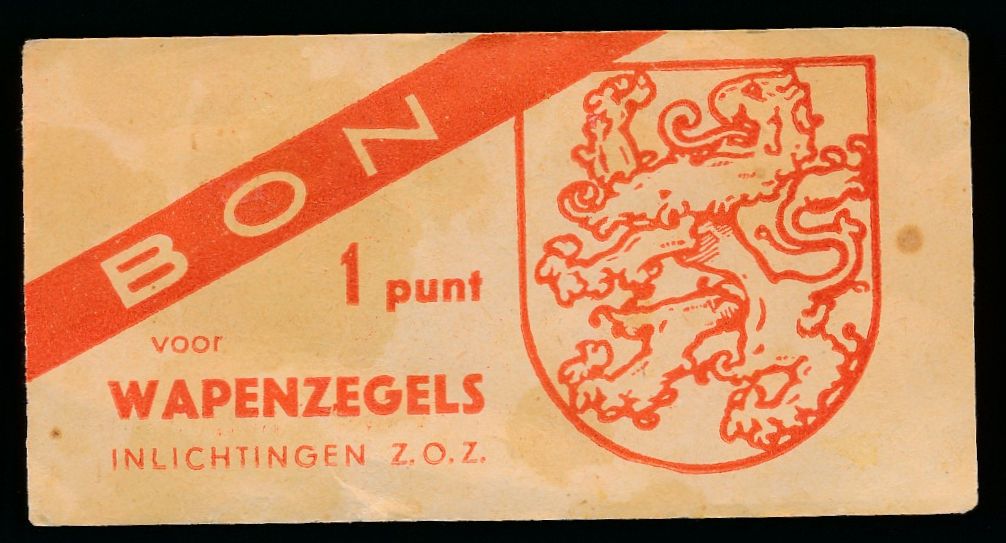 BON
1 punt
voor
WAPENZEGELS
INLICHTINGEN Z.O.Z.